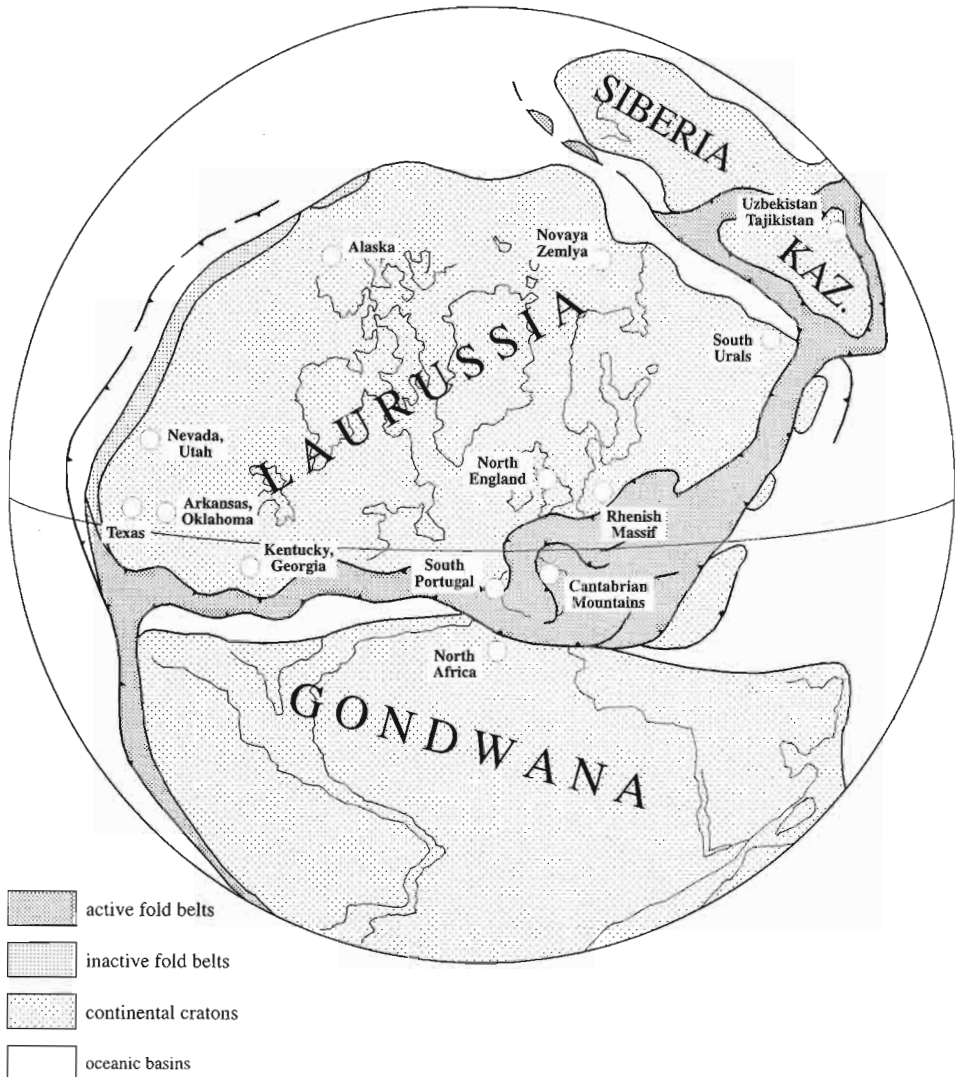 SIBERIA
Uzbekistan
Tajikistan
KAZ.
Alaska
Novaya
Zemlya
LAURUSSIA
South
Urals
Nevada,
Utah
North
England
Arkansas,
Oklahoma
Texas
Rhenish
Massif
Kentucky,
Georgia
South
Portugal
Cantabrian
Mountains
North
Africa
GONDWANA
active fold belts
inactive fold belts
continental cratons
oceanic basins